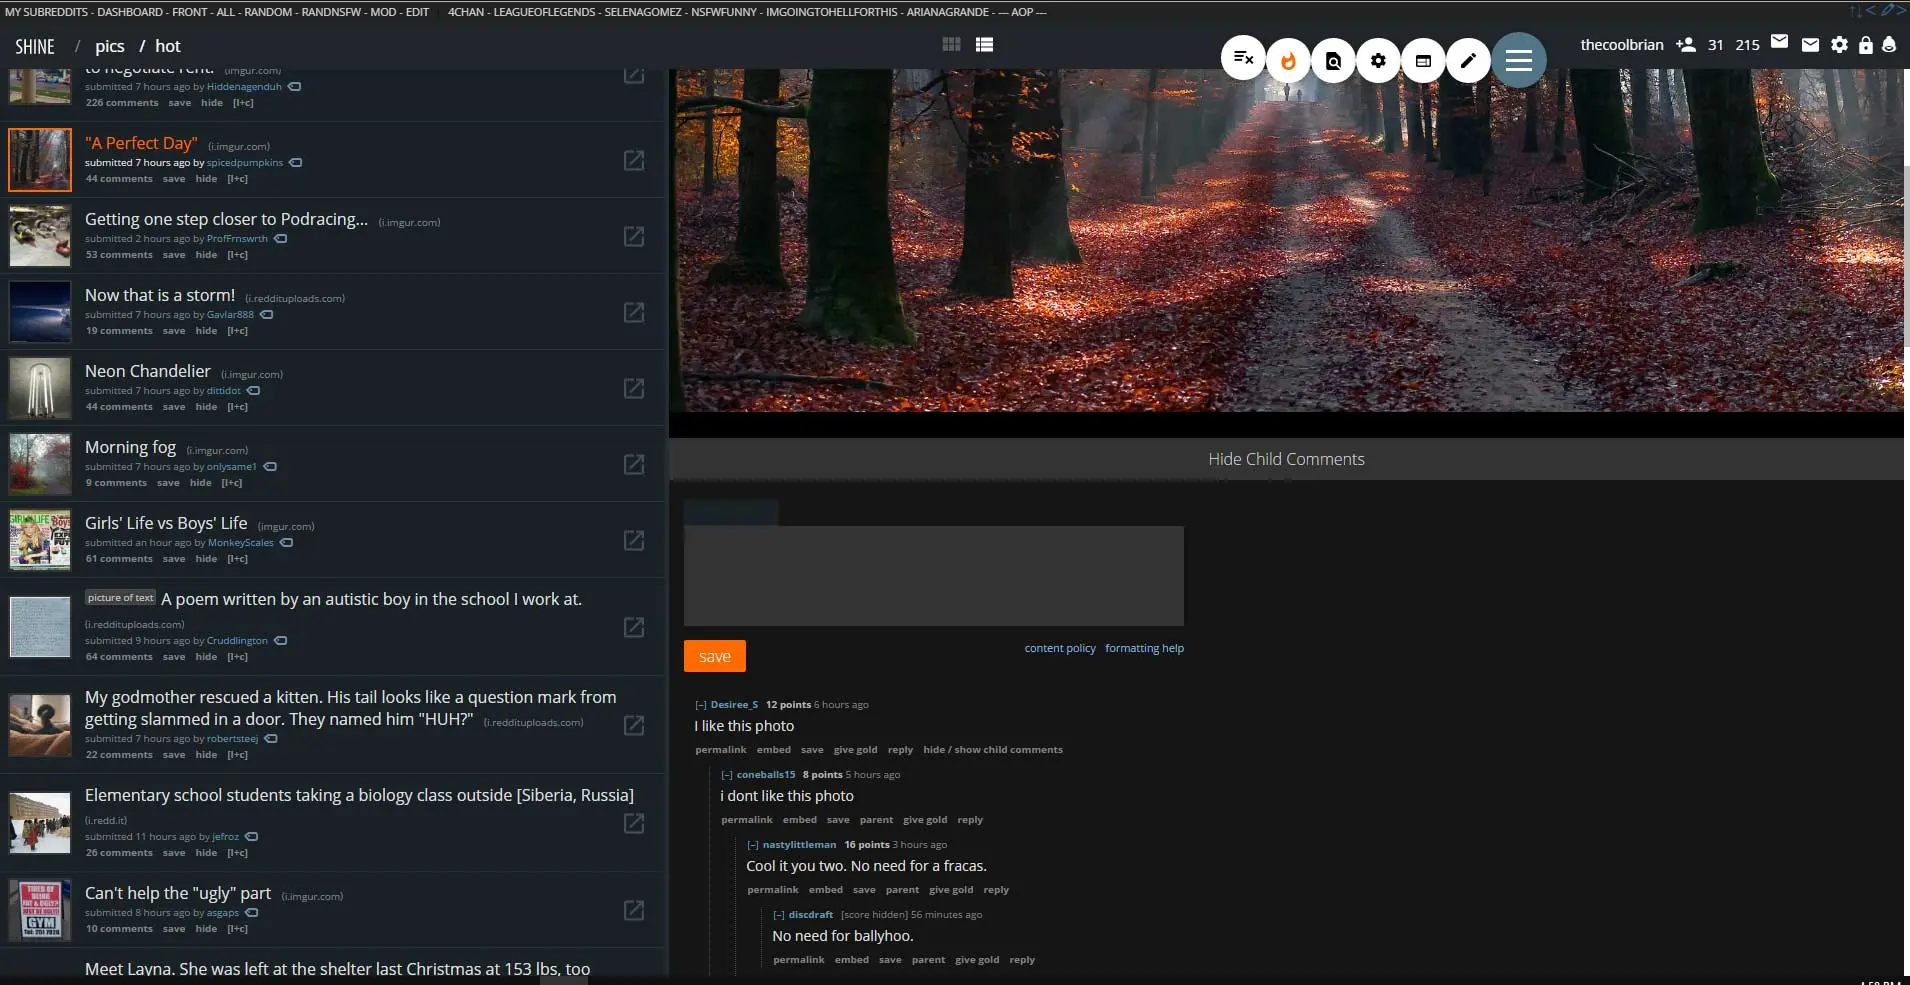 MY SUBREDDITS - DASHBOARD - FRONT - ALL - RANDOM - RANDNSFW - MOD - EDIT 4CHAN - LEAGUEOFLEGENDS - SELENAGOMEZ - NSFWFUNNY - IMGOINGTOHELLFORTHIS - ARIANAGRANDE - --- AOP ---
SHINE / pics / hot
thecoolbrian 31 215
to negotiate rent. (imgur.com)
submitted 7 hours ago by Hiddenagenduh
226 comments save hide [l+c]
"A Perfect Day" (i.imgur.com)
submitted 7 hours ago by spicedpumpkins
44 comments save hide [l+c]
Getting one step closer to Podracing... (i.imgur.com)
submitted 2 hours ago by ProfFrnswrth
53 comments save hide [l+c]
Now that is a storm! (i.reddituploads.com)
submitted 7 hours ago by Gavlar888
19 comments save hide [l+c]
Neon Chandelier (i.imgur.com)
submitted 7 hours ago by dittidot
44 comments save hide [l+c]
Morning fog (i.imgur.com)
submitted 7 hours ago by onlysame1
9 comments save hide [l+c]
Girls' Life vs Boys' Life (imgur.com)
submitted an hour ago by MonkeyScales
61 comments save hide [l+c]
picture of text A poem written by an autistic boy in the school I work at.
(i.reddituploads.com)
submitted 9 hours ago by Cruddlington
64 comments save hide [l+c]
My godmother rescued a kitten. His tail looks like a question mark from
getting slammed in a door. They named him "HUH?" (i.reddituploads.com)
submitted 7 hours ago by robertsteej
22 comments save hide [l+c]
Elementary school students taking a biology class outside [Siberia, Russia]
(i.redd.it)
submitted 11 hours ago by jefroz
26 comments save hide [l+c]
Can't help the "ugly" part (i.imgur.com)
submitted 8 hours ago by asgaps
10 comments save hide [l+c]
GYM
Meet Layna. She was left at the shelter last Christmas at 153 lbs, too
Hide Child Comments
save
content policy formatting help
[–] Desiree_S 12 points 6 hours ago
I like this photo
permalink embed save give gold reply hide / show child comments
[–] coneballs15 8 points 5 hours ago
i dont like this photo
permalink embed save parent give gold reply
[–] nastylittleman 16 points 3 hours ago
Cool it you two. No need for a fracas.
permalink embed save parent give gold reply
[–] discdraft [score hidden] 56 minutes ago
No need for ballyhoo.
permalink embed save parent give gold reply